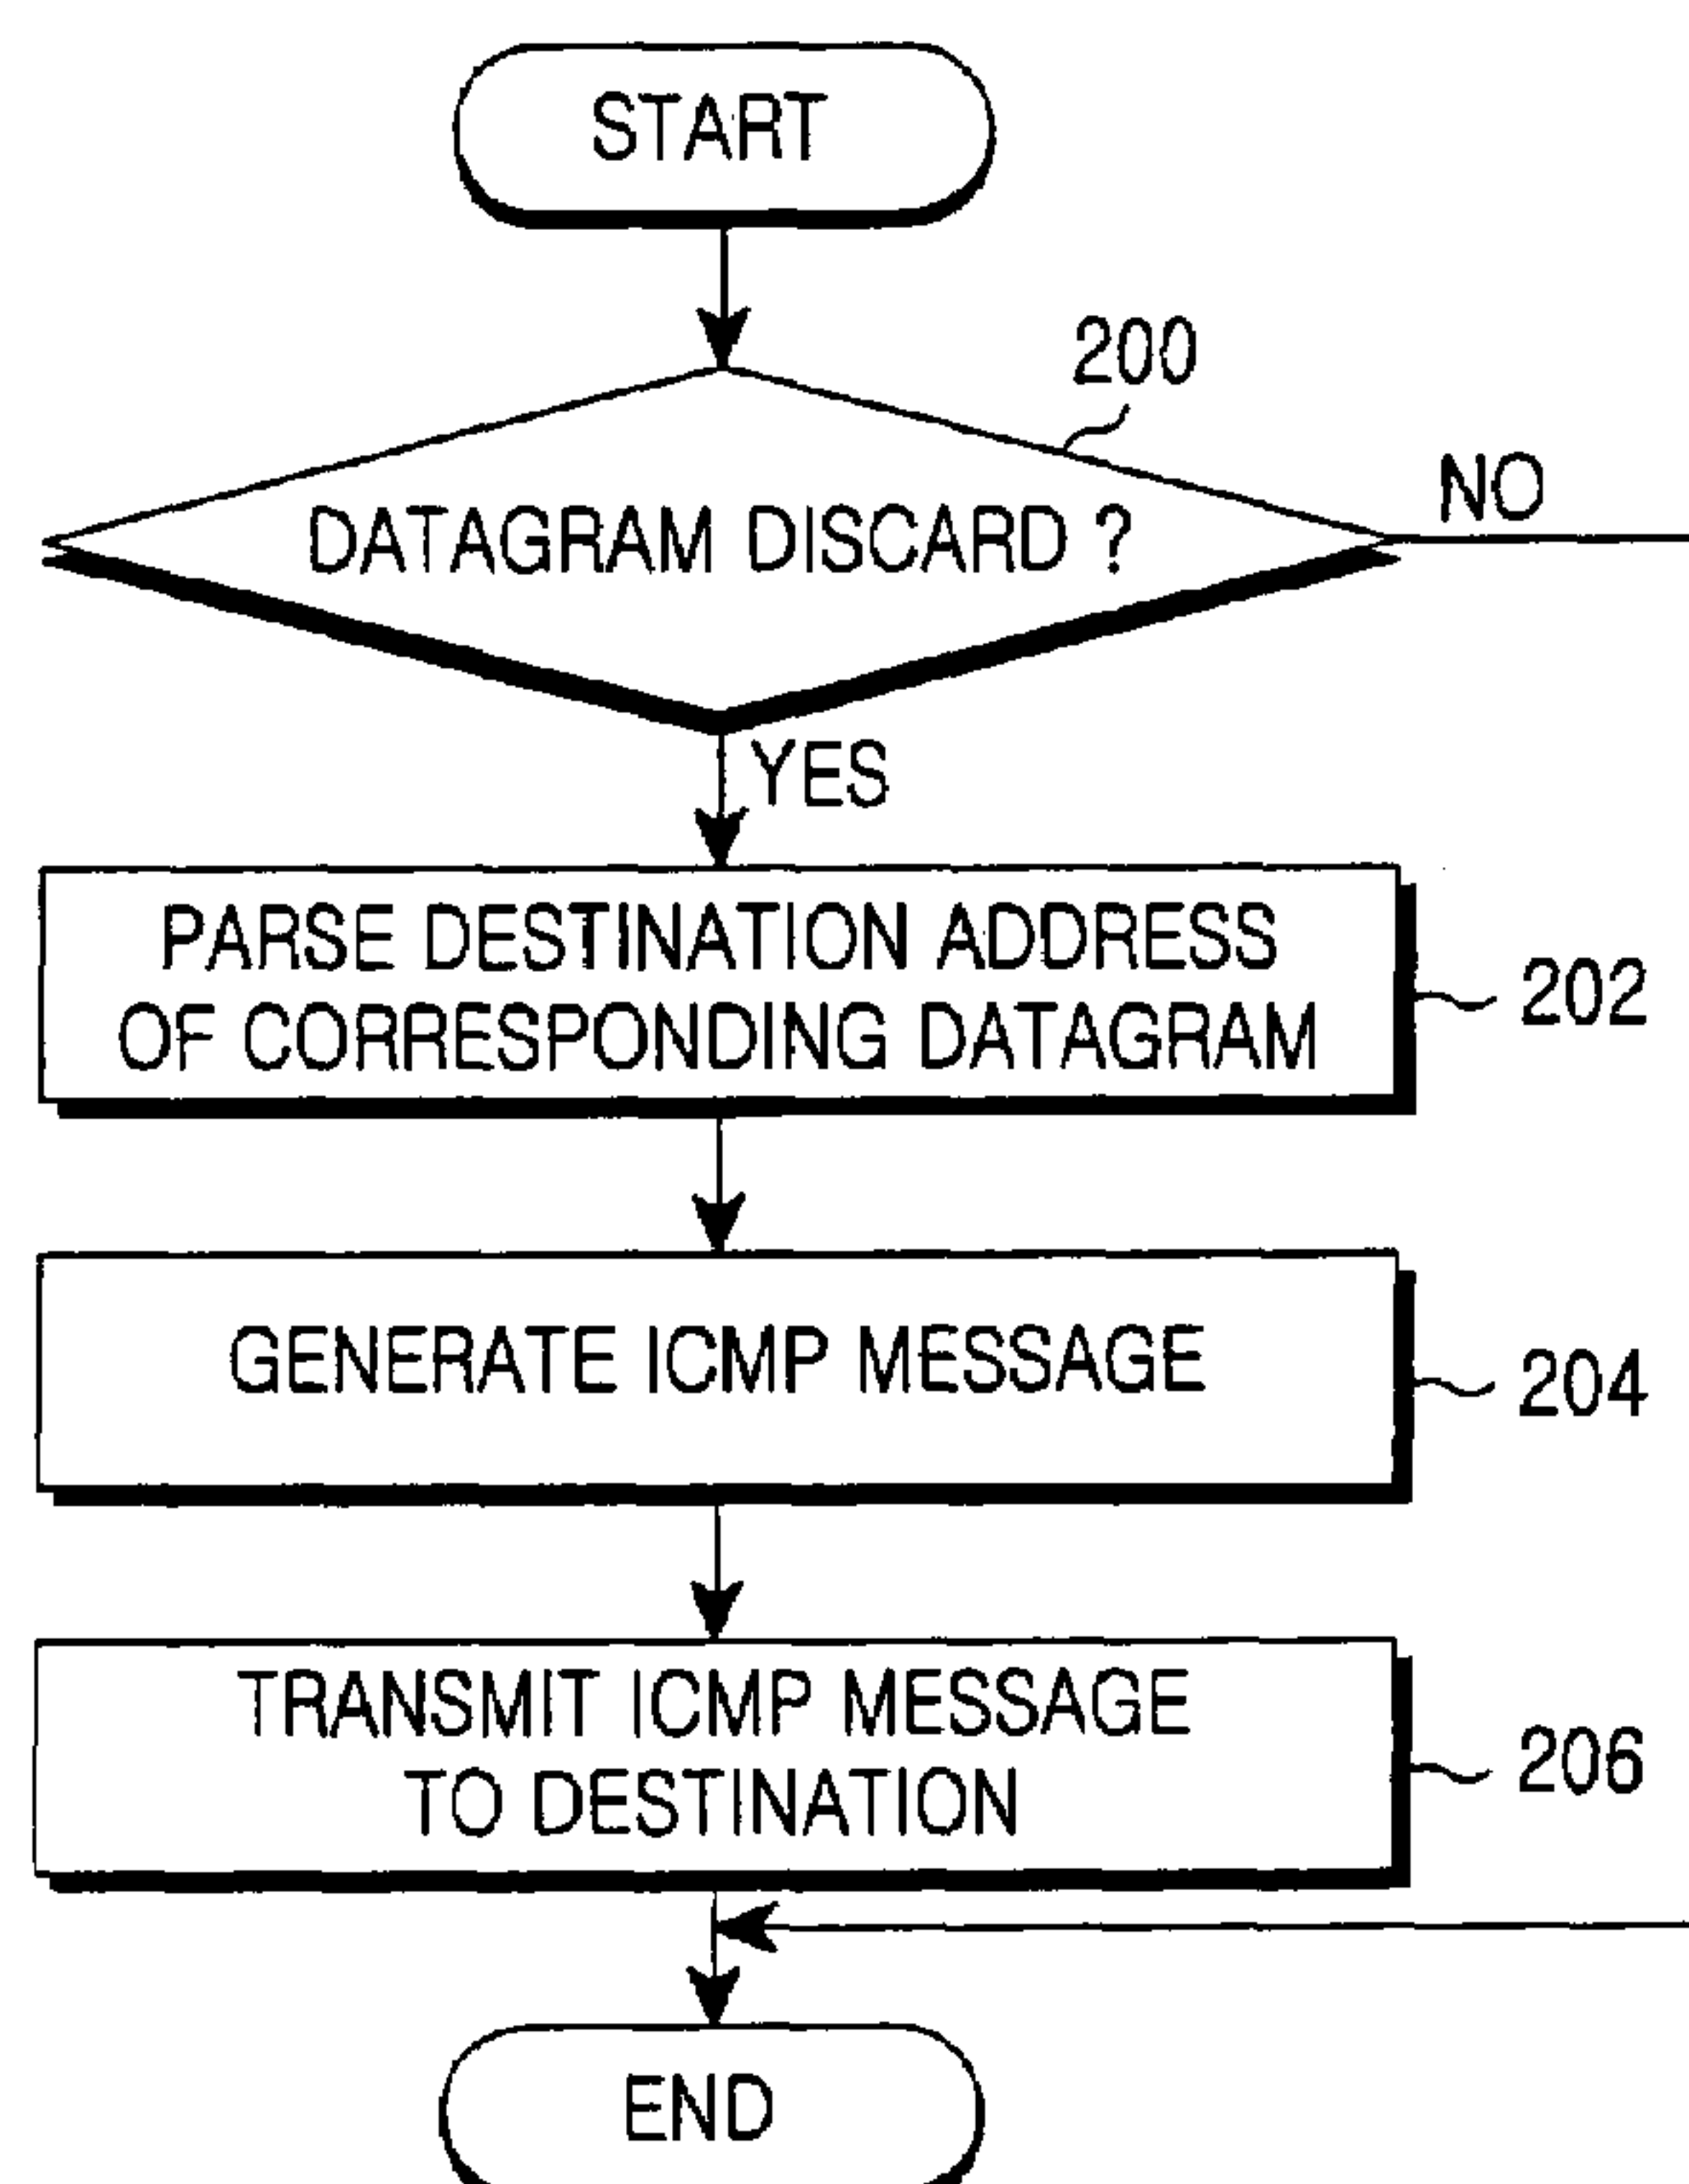 START
200
DATAGRAM DISCARD ?
NO
YES
PARSE DESTINATION ADDRESS
OF CORRESPONDING DATAGRAM
202
GENERATE ICMP MESSAGE
204
TRANSMIT ICMP MESSAGE
TO DESTINATION
206
END